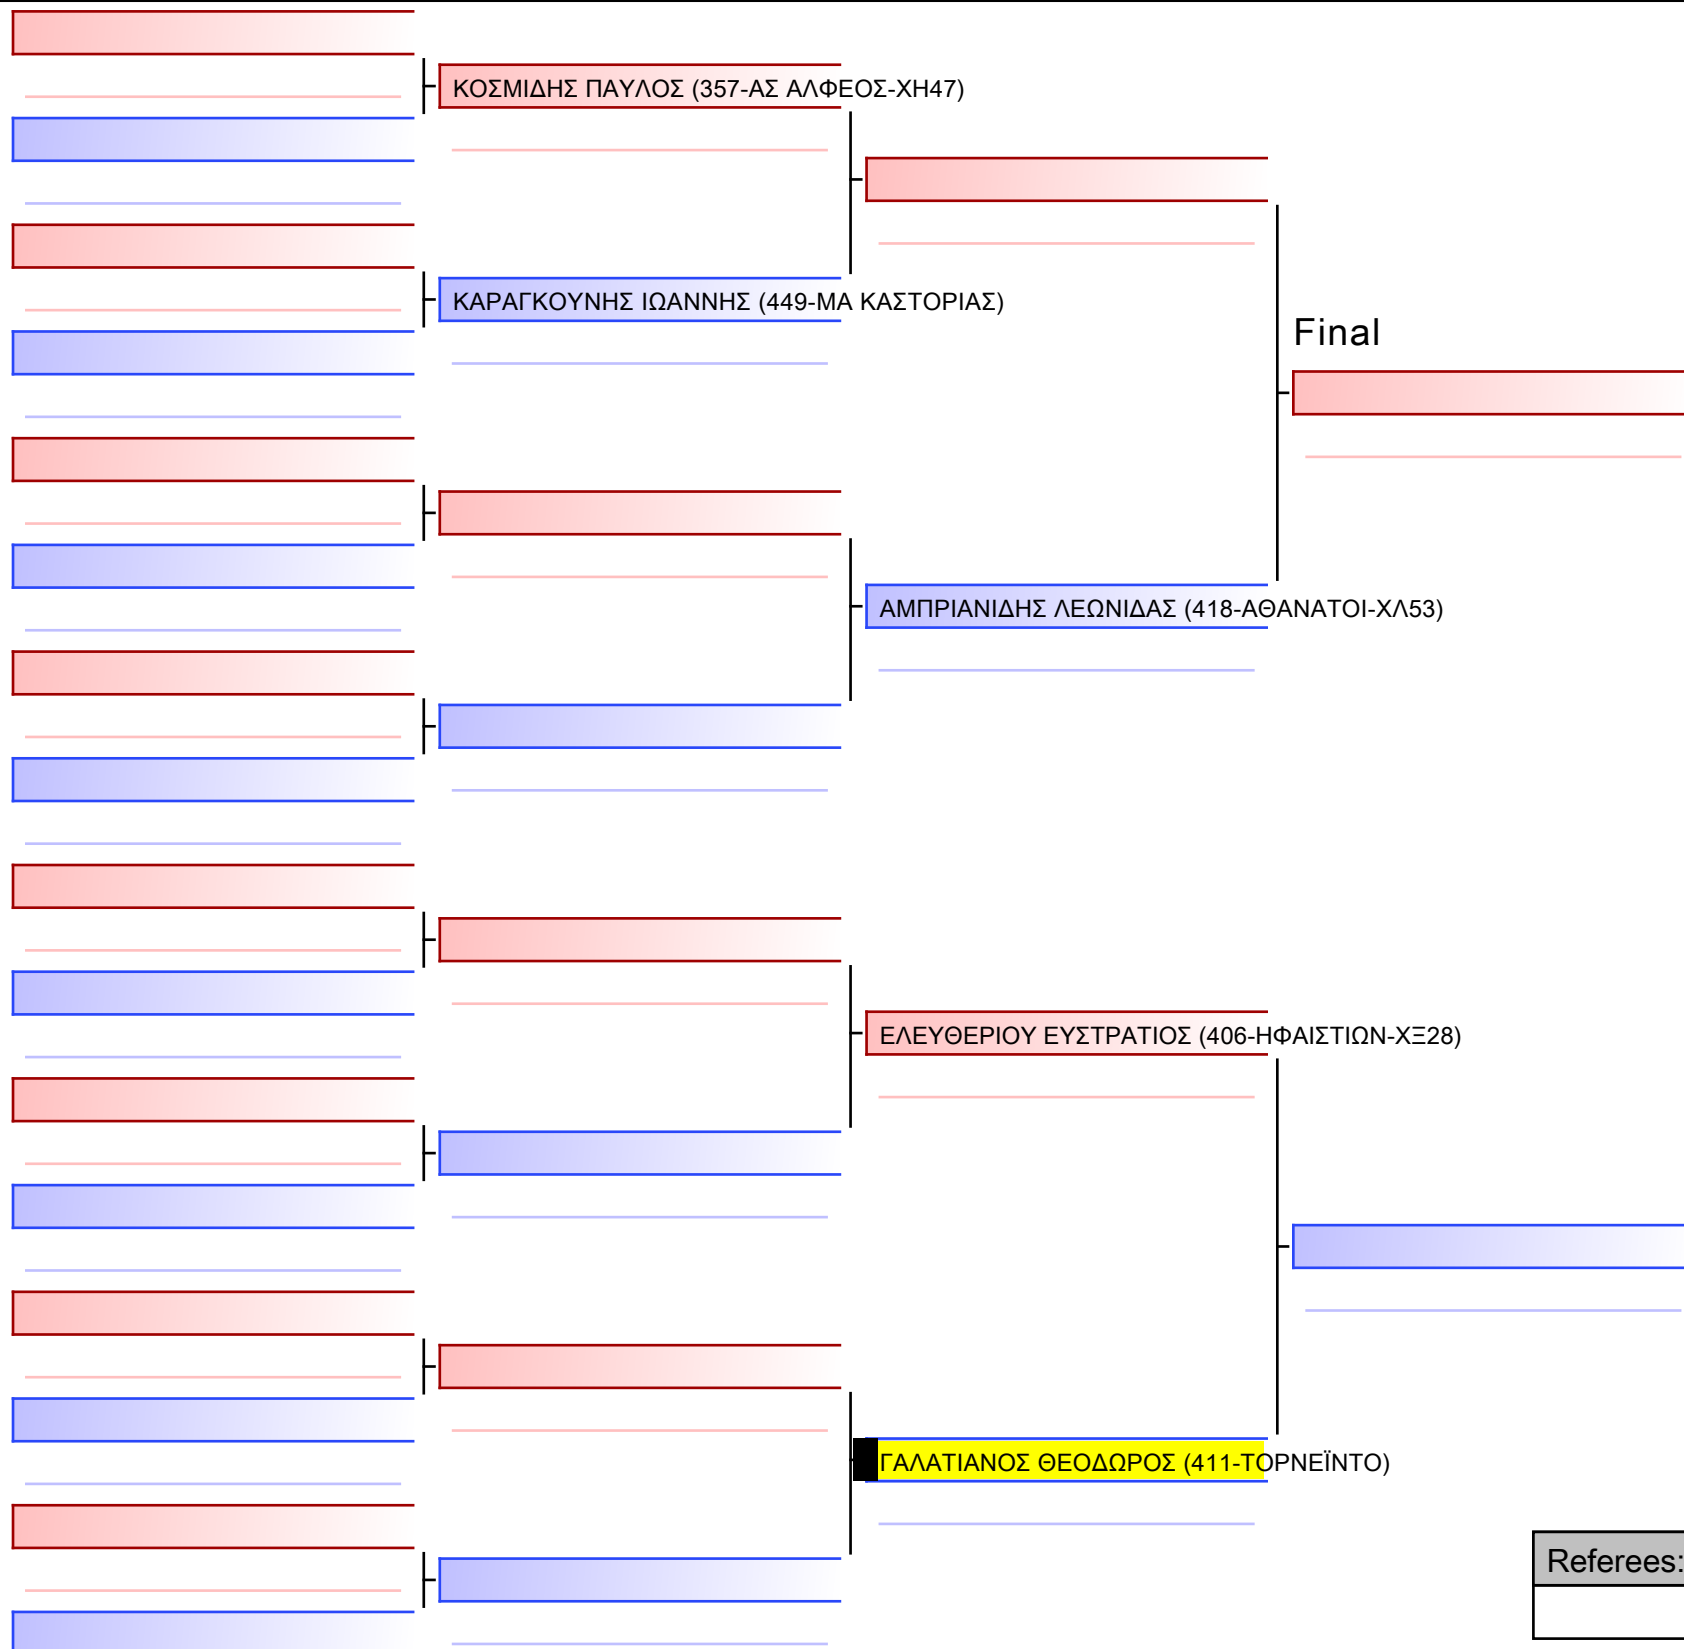 ΚΟΣΜΙΔΗΣ ΠΑΥΛΟΣ (357-ΑΣ ΑΛΦΕΟΣ-ΧΗ47)
ΚΑΡΑΓΚΟΥΝΗΣ ΙΩΑΝΝΗΣ (449-ΜΑ ΚΑΣΤΟΡΙΑΣ)
Final
ΑΜΠΡΙΑΝΙΔΗΣ ΛΕΩΝΙΔΑΣ (418-ΑΘΑΝΑΤΟΙ-ΧΛ53)
ΕΛΕΥΘΕΡΙΟΥ ΕΥΣΤΡΑΤΙΟΣ (406-ΗΦΑΙΣΤΙΩΝ-ΧΞ28)
ΓΑΛΑΤΙΑΝΟΣ ΘΕΟΔΩΡΟΣ (411-ΤΟΡΝΕΪΝΤΟ)
Referees: